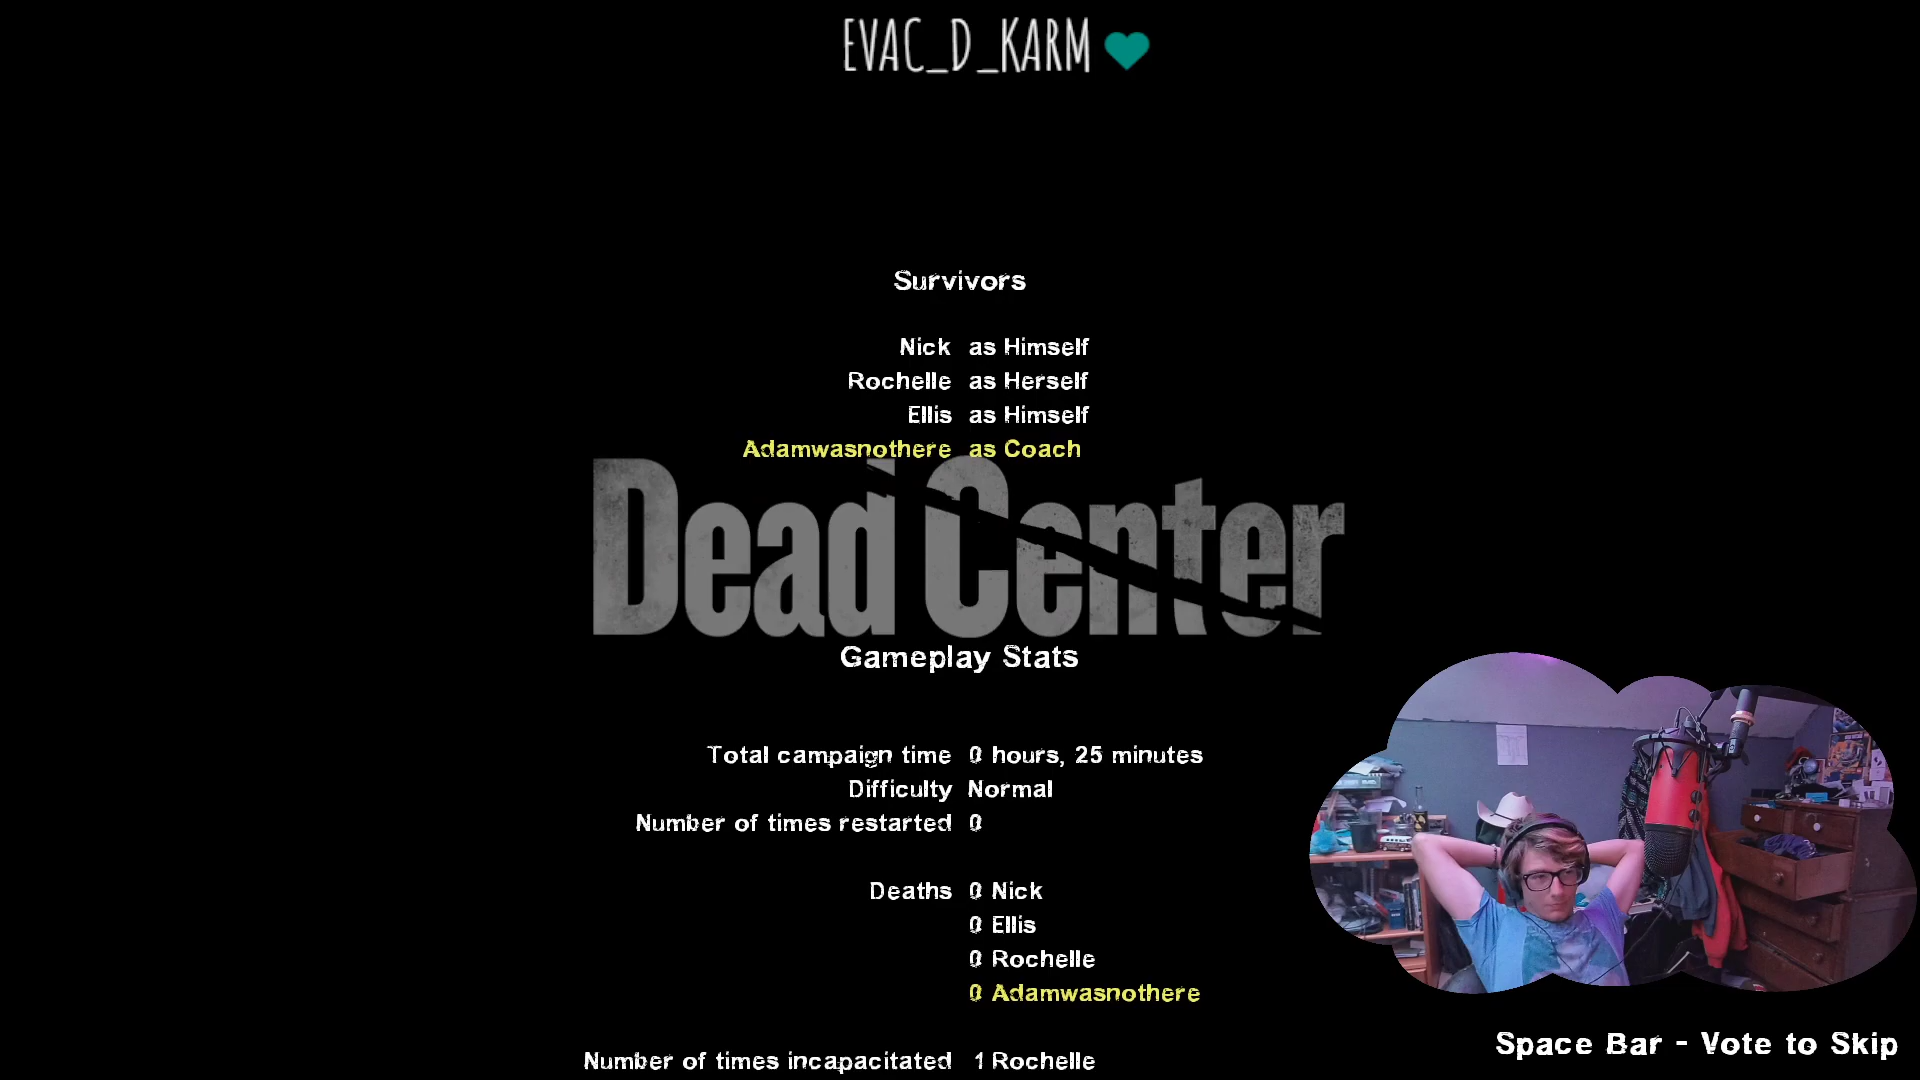 EVAC_D_KARM
Survivors
Nick as Himself
Rochelle as Herself
Ellis as Himself
Adamwasnothere as Coach
Dead Center
Gameplay Stats
Total campaign time 0 hours, 25 minutes
Difficulty Normal
Number of times restarted 0
Deaths 0 Nick
0 Ellis
0 Rochelle
0 Adamwasnothere
Number of times incapacitated 1 Rochelle
Space Bar - Vote to Skip